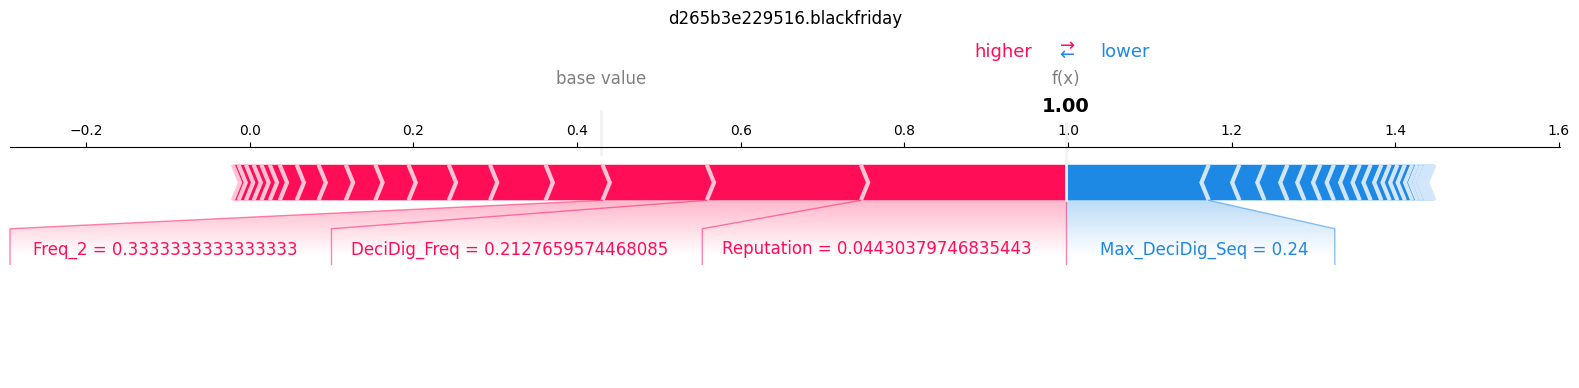 d265b3e229516.blackfriday
higher ⇄ lower
base value f(x)
1.00
−0.2 0.0 0.2 0.4 0.6 0.8 1.0 1.2 1.4 1.6
Freq_2 = 0.3333333333333333 DeciDig_Freq = 0.2127659574468085 Reputation = 0.04430379746835443 Max_DeciDig_Seq = 0.24